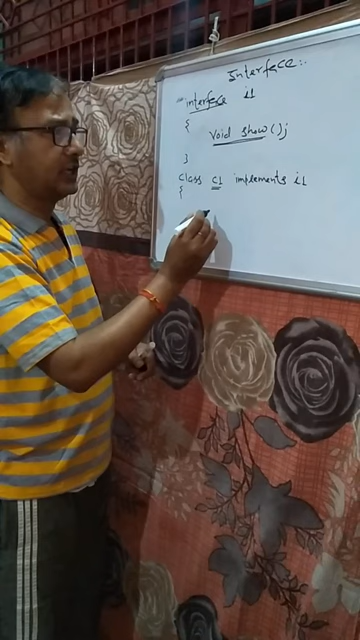 Interface:-
interface i1
{
void show();
}
class C1 implements i1
{